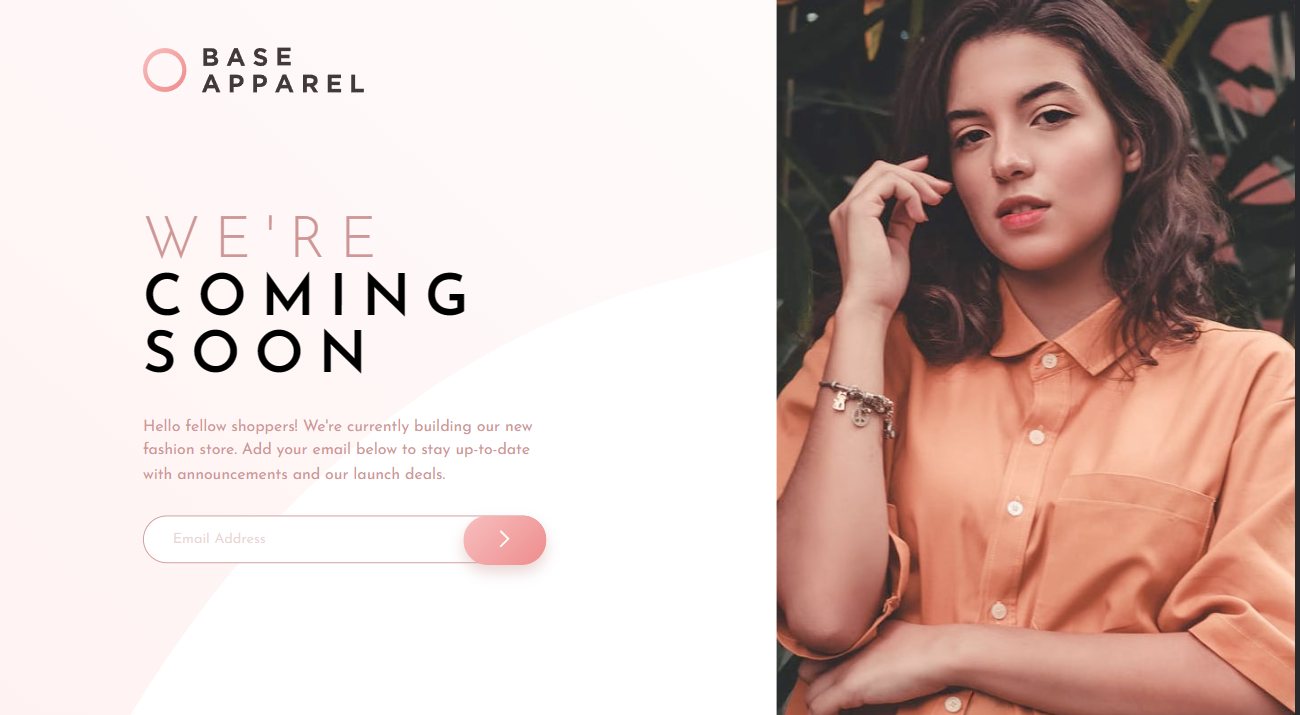 BASE
APPAREL
WE'RE
COMING
SOON
Hello fellow shoppers! We're currently building our new
fashion store. Add your email below to stay up-to-date
with announcements and our launch deals.
Email Address